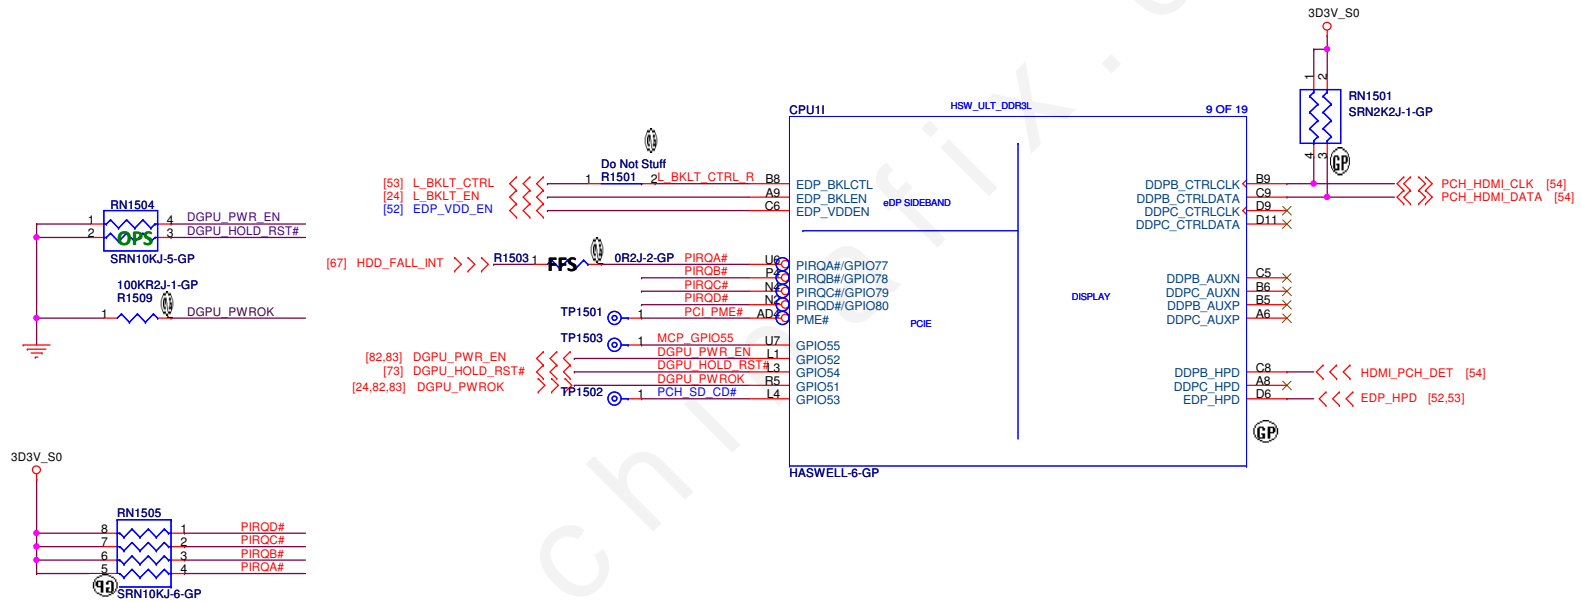 3D3V_S0
RN1501
SRN2K2J-1-GP
1 2
4 3
GP
CPU1I
HSW_ULT_DDR3L
9 OF 19
Do Not Stuff
[53] L_BKLT_CTRL 1 R1501 2 L_BKLT_CTRL_R B8 EDP_BKLCTL
[24] L_BKLT_EN A9 EDP_BKLEN
[52] EDP_VDD_EN C6 EDP_VDDEN
eDP SIDEBAND
DDPB_CTRLCLK B9 PCH_HDMI_CLK [54]
DDPB_CTRLDATA C9 PCH_HDMI_DATA [54]
DDPC_CTRLCLK D9
DDPC_CTRLDATA D11
RN1504
1 4 DGPU_PWR_EN
2 OPS 3 DGPU_HOLD_RST#
SRN10KJ-5-GP
[67] HDD_FALL_INT R1503 1 FFS 0R2J-2-GP PIRQA# U6 PIRQA#/GPIO77
PIRQB# P4 PIRQB#/GPIO78
PIRQC# N4 PIRQC#/GPIO79
PIRQD# N2 PIRQD#/GPIO80
TP1501 1 PCI_PME# AD4 PME#
PCIE
DISPLAY
DDPB_AUXN C5
DDPC_AUXN B6
DDPB_AUXP B5
DDPC_AUXP A6
100KR2J-1-GP
R1509
1 DGPU_PWROK
TP1503 1 MCP_GPIO55 U7 GPIO55
[82,83] DGPU_PWR_EN DGPU_PWR_EN L1 GPIO52
[73] DGPU_HOLD_RST# DGPU_HOLD_RST# L3 GPIO54
[24,82,83] DGPU_PWROK DGPU_PWROK R5 GPIO51
TP1502 1 PCH_SD_CD# L4 GPIO53
DDPB_HPD C8 HDMI_PCH_DET [54]
DDPC_HPD A8
EDP_HPD D6 EDP_HPD [52,53]
GP
HASWELL-6-GP
3D3V_S0
RN1505
8 1 PIRQD#
7 2 PIRQC#
6 3 PIRQB#
5 4 PIRQA#
GP
SRN10KJ-6-GP
chinafix.